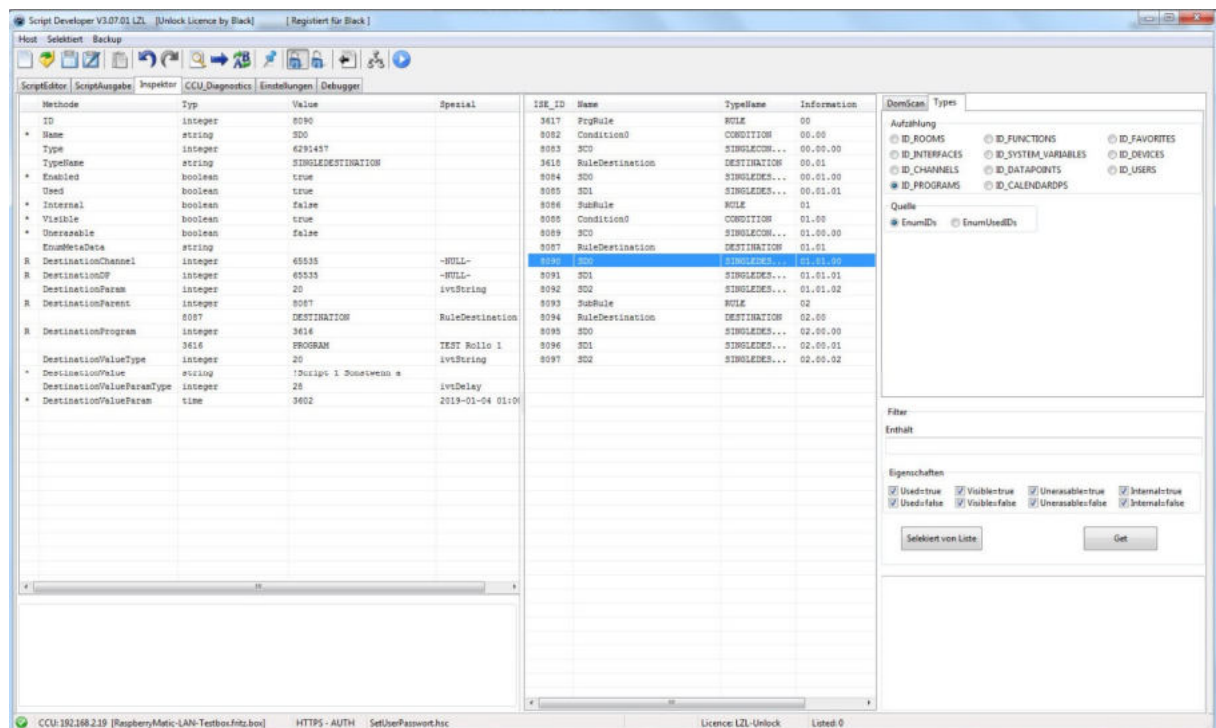 Script Developer V3.07.01 LZL [Unlock Licence by Black] [ Registiert für Black ]
Host Selektiert Backup
ScriptEditor ScriptAusgabe Inspektor CCU_Diagnostics Einstellungen Debugger
Methode Typ Value Spezial
ID integer 8090
* Name string SD0
Type integer 6291457
TypeName string SINGLEDESTINATION
* Enabled boolean true
Used boolean true
* Internal boolean false
* Visible boolean true
* Unerasable boolean false
EnumMetaData string
R DestinationChannel integer 65535 -NULL-
R DestinationDP integer 65535 -NULL-
DestinationParam integer 20 ivtString
R DestinationParent integer 8087
8087 DESTINATION RuleDestination
R DestinationProgram integer 3616
3616 PROGRAM TEST Rollo 1
DestinationValueType integer 20 ivtString
* DestinationValue string !Script 1 Sonstwenn a
DestinationValueParamType integer 28 ivtDelay
* DestinationValueParam time 3602 2019-01-04 01:00
ISE_ID Name TypeName Information
3617 PrgRule RULE 00
8082 Condition0 CONDITION 00.00
8083 SC0 SINGLECON... 00.00.00
3618 RuleDestination DESTINATION 00.01
8084 SD0 SINGLEDES... 00.01.00
8085 SD1 SINGLEDES... 00.01.01
8086 SubRule RULE 01
8088 Condition0 CONDITION 01.00
8089 SC0 SINGLECON... 01.00.00
8087 RuleDestination DESTINATION 01.01
8090 SD0 SINGLEDES... 01.01.00
8091 SD1 SINGLEDES... 01.01.01
8092 SD2 SINGLEDES... 01.01.02
8093 SubRule RULE 02
8094 RuleDestination DESTINATION 02.00
8095 SD0 SINGLEDES... 02.00.00
8096 SD1 SINGLEDES... 02.00.01
8097 SD2 SINGLEDES... 02.00.02
DomScan Types
Aufzählung
ID_ROOMS ID_FUNCTIONS ID_FAVORITES
ID_INTERFACES ID_SYSTEM_VARIABLES ID_DEVICES
ID_CHANNELS ID_DATAPOINTS ID_USERS
ID_PROGRAMS ID_CALENDARDPS
Quelle
EnumIDs EnumUsedIDs
Filter
Enthält
Eigenschaften
Used=true Visible=true Unerasable=true Internal=true
Used=false Visible=false Unerasable=false Internal=false
Selekiert von Liste Get
CCU: 192.168.2.19 [RaspberryMatic-LAN-Testbox.fritz.box] HTTPS - AUTH SetUserPasswort.hsc Licence: LZL-Unlock Listed: 0